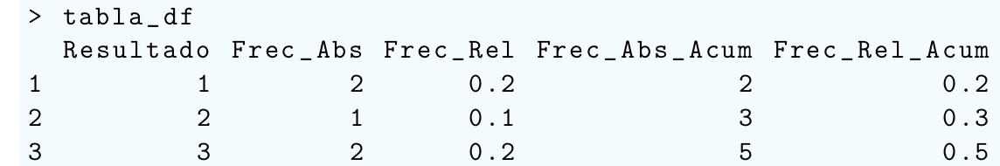 > tabla_df
Resultado Frec_Abs Frec_Rel Frec_Abs_Acum Frec_Rel_Acum
1 1 2 0.2 2 0.2
2 2 1 0.1 3 0.3
3 3 2 0.2 5 0.5